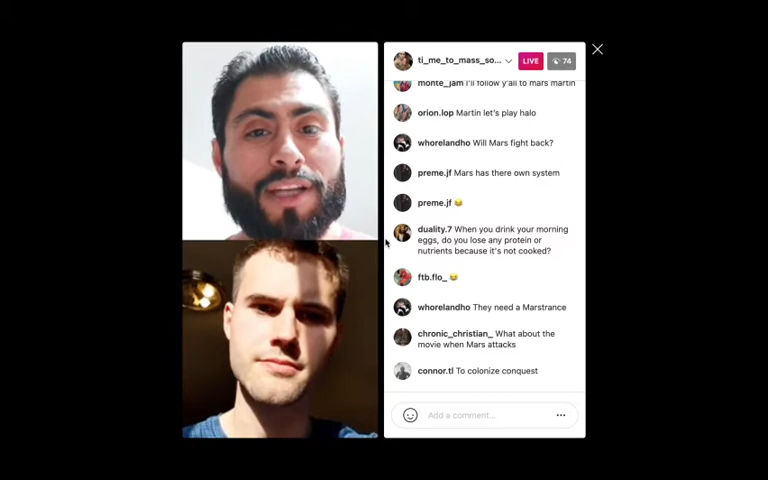 ti_me_to_mass_so...
LIVE
74
monte_jam I'll follow y'all to mars martin
orion.lop Martin let's play halo
whorelandho Will Mars fight back?
preme.jf Mars has there own system
preme.jf 😂
duality.7 When you drink your morning
eggs, do you lose any protein or
nutrients because it's not cooked?
ftb.flo_ 😂
whorelandho They need a Marstrance
chronic_christian_ What about the
movie when Mars attacks
connor.tl To colonize conquest
Add a comment...